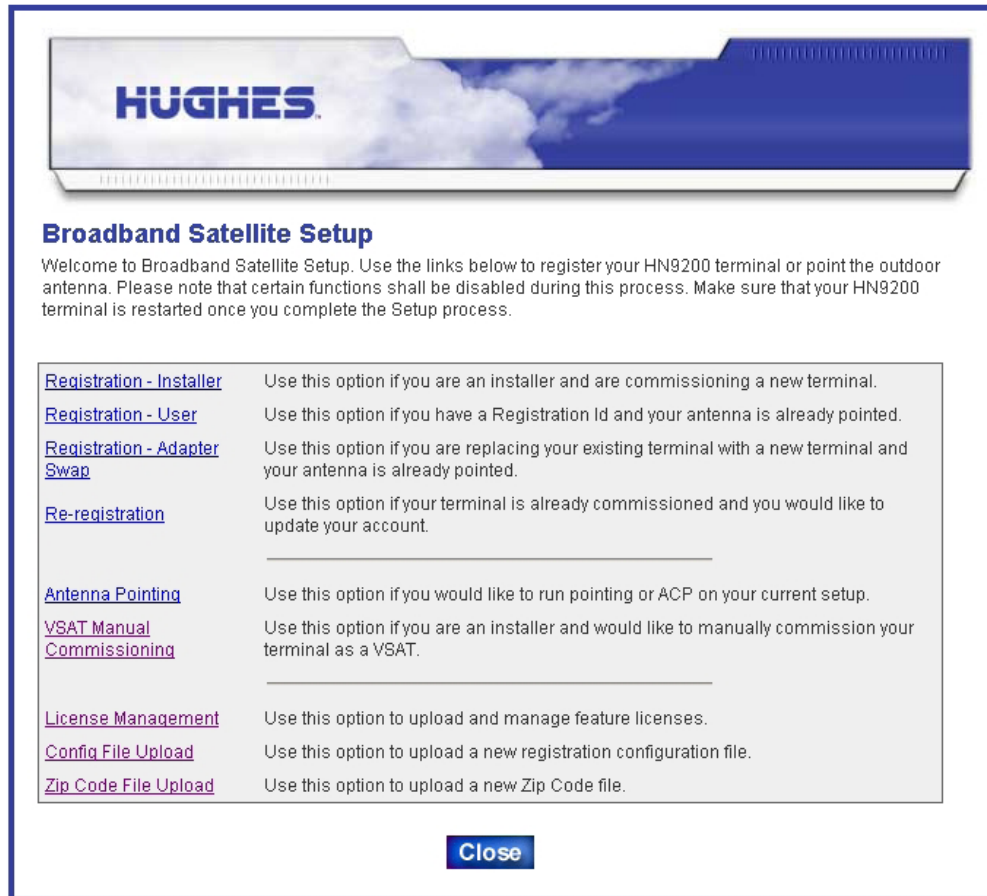 HUGHES.
Broadband Satellite Setup
Welcome to Broadband Satellite Setup. Use the links below to register your HN9200 terminal or point the outdoor
antenna. Please note that certain functions shall be disabled during this process. Make sure that your HN9200
terminal is restarted once you complete the Setup process.
Registration - Installer Use this option if you are an installer and are commissioning a new terminal.
Registration - User Use this option if you have a Registration Id and your antenna is already pointed.
Registration - Adapter Use this option if you are replacing your existing terminal with a new terminal and
Swap your antenna is already pointed.
Re-registration Use this option if your terminal is already commissioned and you would like to
update your account.
Antenna Pointing Use this option if you would like to run pointing or ACP on your current setup.
VSAT Manual Use this option if you are an installer and would like to manually commission your
Commissioning terminal as a VSAT.
License Management Use this option to upload and manage feature licenses.
Config File Upload Use this option to upload a new registration configuration file.
Zip Code File Upload Use this option to upload a new Zip Code file.
Close